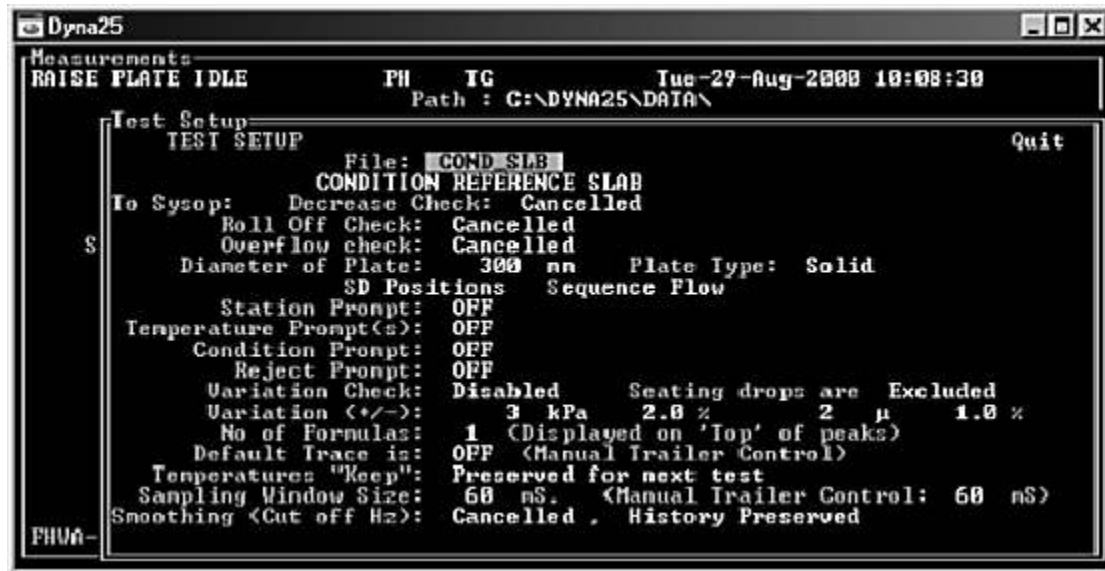 Dyna25
Measurements
RAISE PLATE IDLE PH TG Tue-29-Aug-2000 10:08:30
Path : C:\DYNA25\DATA\
Test Setup
TEST SETUP Quit
File: COND_SLB
CONDITION REFERENCE SLAB
To Sysop: Decrease Check: Cancelled
Roll Off Check: Cancelled
S Overflow check: Cancelled
Diameter of Plate: 300 mm Plate Type: Solid
SD Positions Sequence Flow
Station Prompt: OFF
Temperature Prompt(s): OFF
Condition Prompt: OFF
Reject Prompt: OFF
Variation Check: Disabled Seating drops are Excluded
Variation (+/-): 3 kPa 2.0 % 2 µ 1.0 %
No of Formulas: 1 (Displayed on 'Top' of peaks)
Default Trace is: OFF (Manual Trailer Control)
Temperatures "Keep": Preserved for next test
Sampling Window Size: 60 mS. (Manual Trailer Control: 60 mS)
Smoothing (Cut off Hz): Cancelled . History Preserved
FHWA-